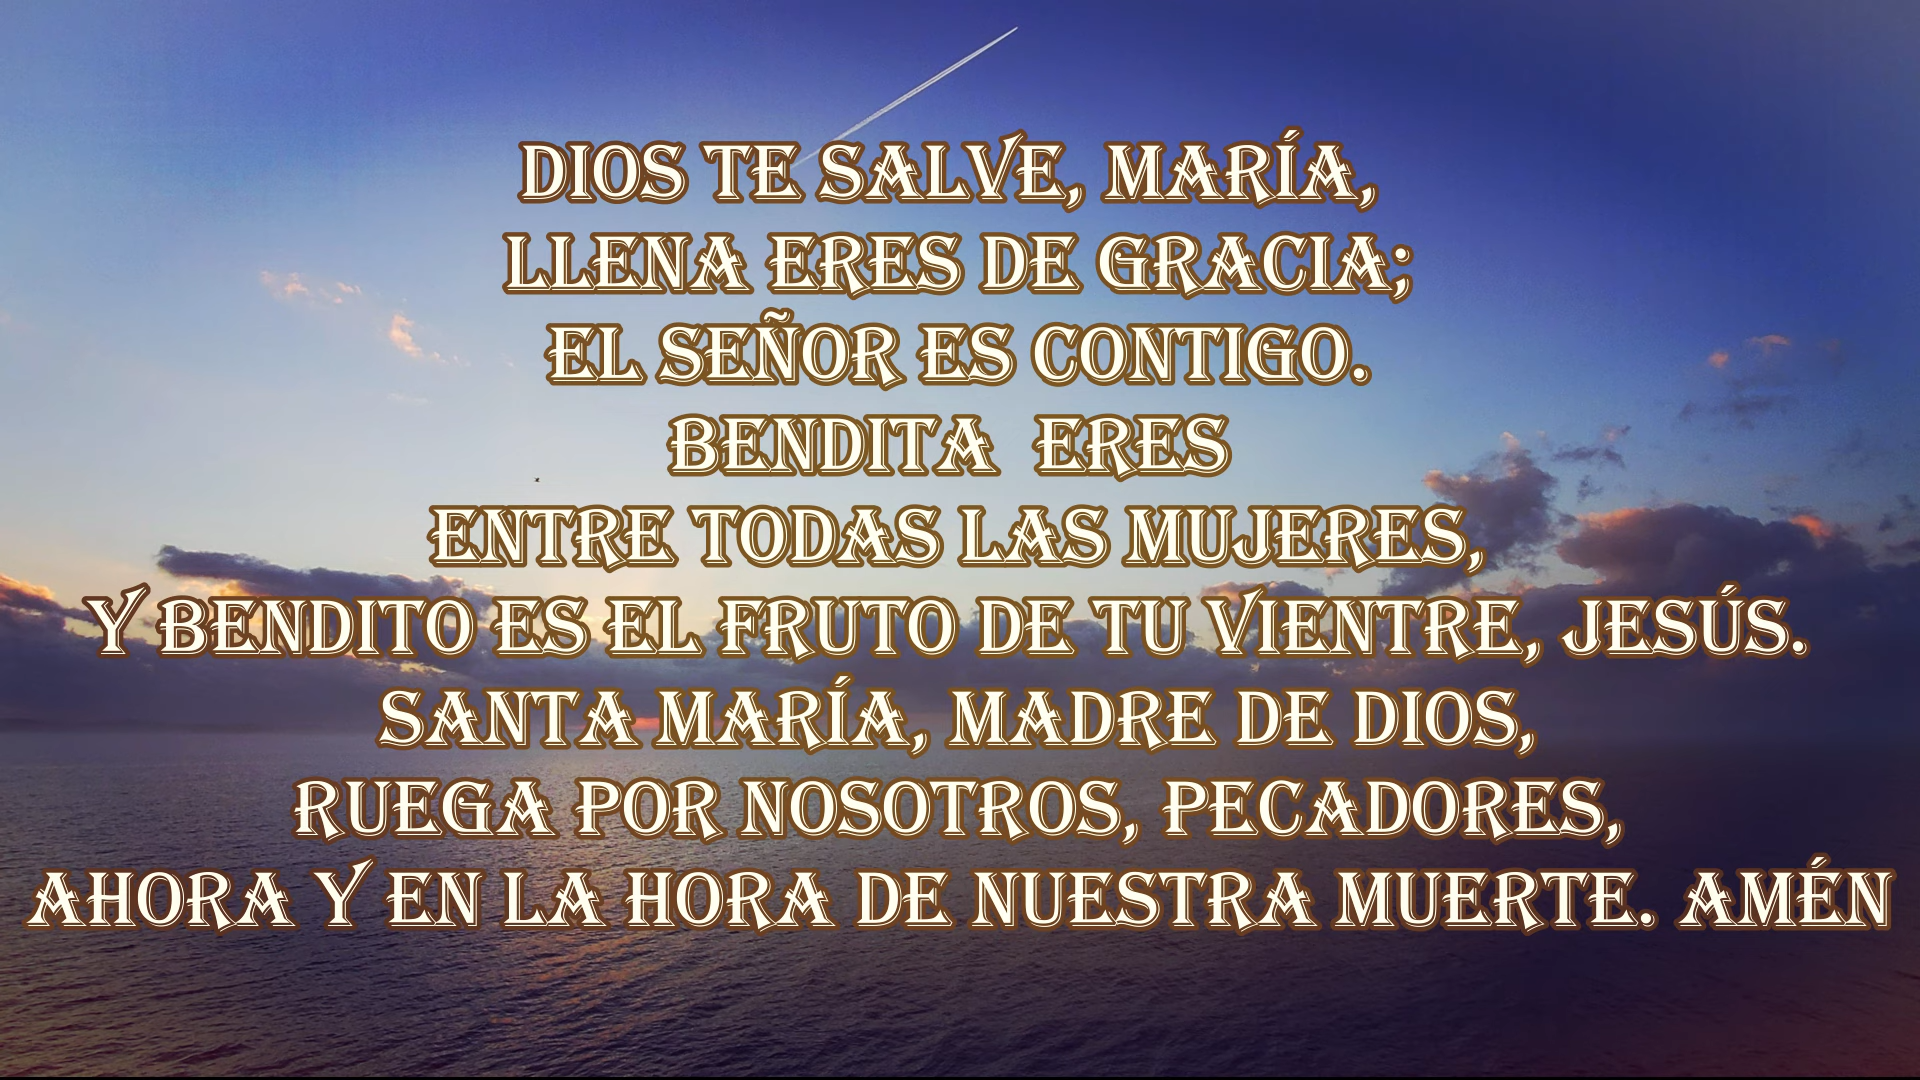 DIOS TE SALVE, MARÍA,
LLENA ERES DE GRACIA;
EL SEÑOR ES CONTIGO.
BENDITA  ERES
ENTRE TODAS LAS MUJERES,
Y BENDITO ES EL FRUTO DE TU VIENTRE, JESÚS.
SANTA MARÍA, MADRE DE DIOS,
RUEGA POR NOSOTROS, PECADORES,
AHORA Y EN LA HORA DE NUESTRA MUERTE. AMÉN